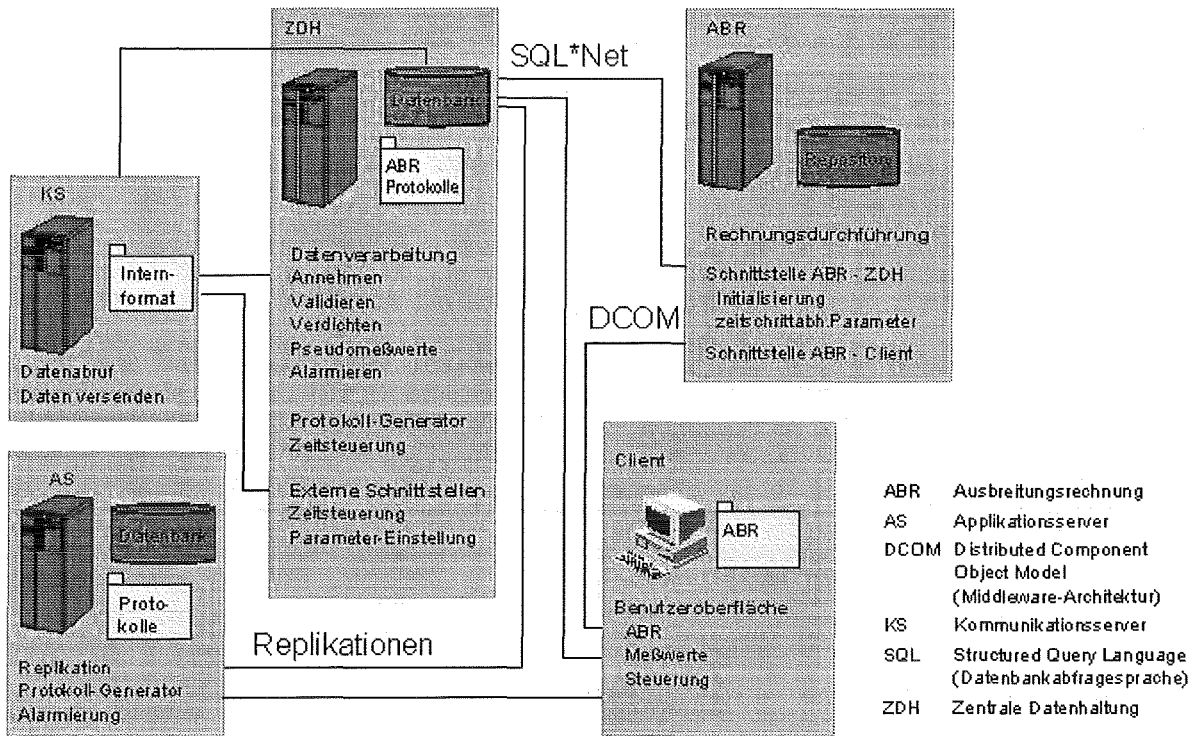 ZDH
Datenbank
ABR
Protokolle
Datenverarbeitung
Annehmen
Validieren
Verdichten
Pseudomeßwerte
Alarmieren
Protokoll-Generator
Zeitsteuerung
Externe Schnittstellen
Zeitsteuerung
Parameter-Einstellung
SQL*Net
ABR
Repository
Rechnungsdurchführung
Schnittstelle ABR - ZDH
Initialisierung
zeitschrittabh.Parameter
Schnittstelle ABR - Client
DCOM
KS
Intern-
format
Datenabruf
Daten versenden
AS
Datenbank
Proto-
kolle
Replikation
Protokoll-Generator
Alarmierung
Replikationen
Client
ABR
Benutzeroberfläche
ABR
Meßwerte
Steuerung
ABR Ausbreitungsrechnung
AS Applikationsserver
DCOM Distributed Component
Object Model
(Middleware-Architektur)
KS Kommunikationsserver
SQL Structured Query Language
(Datenbankabfragesprache)
ZDH Zentrale Datenhaltung